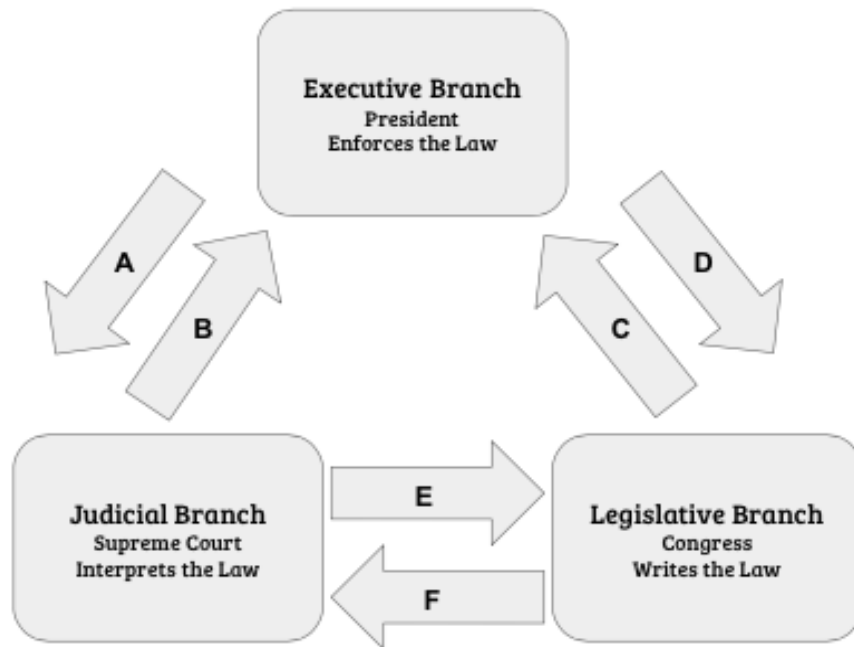 Executive Branch
President
Enforces the Law
A
B
C
D
Judicial Branch
Supreme Court
Interprets the Law
E
F
Legislative Branch
Congress
Writes the Law